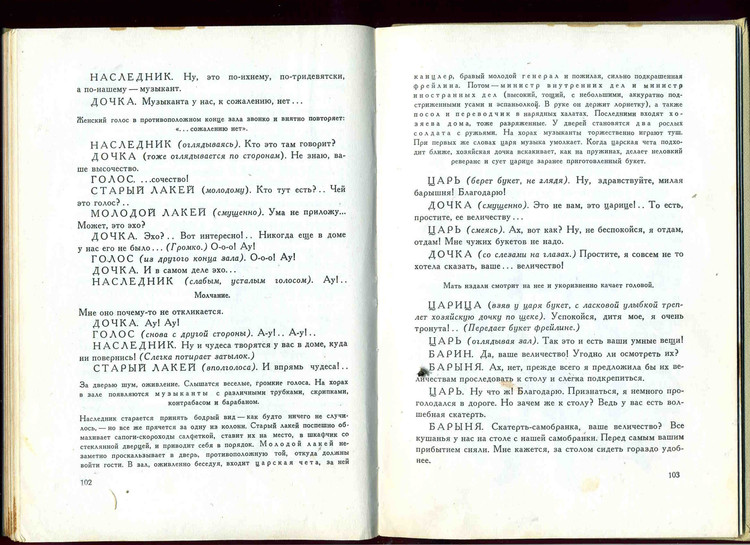 НАСЛЕДНИК. Ну, это по-ихнему, по-тридевятски,
а по-нашему — музыкант.
ДОЧКА. Музыканта у нас, к сожалению, нет...
Женский голос в противоположном конце зала звонко и внятно повторяет:
«...сожалению нет».
НАСЛЕДНИК (оглядываясь). Кто это там говорит?
ДОЧКА (тоже оглядывается по сторонам). Не знаю, ва-
ше высочество.
ГОЛОС. ...сочество!
СТАРЫЙ ЛАКЕЙ (молодому). Кто тут есть?.. Чей
это голос?..
МОЛОДОЙ ЛАКЕЙ (смущенно). Ума не приложу...
Может, это эхо?
ДОЧКА. Эхо?.. Вот интересно!.. Никогда еще в доме
у нас его не было... (Громко.) О-о-о! Ау!
ГОЛОС (из другого конца зала). О-о-о! Ау!
ДОЧКА. И в самом деле эхо...
НАСЛЕДНИК (слабым, усталым голосом). Ау!..
Молчание.
Мне оно почему-то не откликается.
ДОЧКА. Ау! Ау!
ГОЛОС (снова с другой стороны). А-у!.. А-у!..
НАСЛЕДНИК. Ну и чудеса творятся у вас в доме, куда
ни повернись! (Слегка потирает затылок.)
СТАРЫЙ ЛАКЕЙ (вполголоса). И впрямь чудеса!..
За дверью шум, оживление. Слышатся веселые, громкие голоса. На хорах
в зале появляются музыканты с различными трубками, скрипками,
контрабасом и барабаном.
Наследник старается принять бодрый вид — как будто ничего не случи-
лось, — но все же прячется за одну из колонн. Старый лакей поспешно об-
махивает сапоги-скороходы салфеткой, ставит их на место, в шкафчик со
стеклянной дверцей, и приводит себя в порядок. Молодой лакей не-
заметно проскальзывает в дверь, противоположную той, откуда должны
войти гости. В зал, оживленно беседуя, входит царская чета, за ней
102
канцлер, бравый молодой генерал и пожилая, сильно подкрашенная
фрейлина. Потом — министр внутренних дел и министр
иностранных дел (высокий, тощий, с небольшими, аккуратно под-
стриженными усами и эспаньолкой. В руке он держит лорнетку), а также
посол и переводчик в нарядных халатах. Последними входят хо-
зяева дома, тоже разряженные. У дверей становятся два рослых
солдата с ружьями. На хорах музыканты торжественно играют туш.
При первых же словах царя музыка умолкает. Когда царская чета подхо-
дит ближе, хозяйская дочка вскакивает, как на пружинах, делает неловкий
реверанс и сует царице заранее приготовленный букет.
ЦАРЬ (берет букет, не глядя). Ну, здравствуйте, милая
барышня! Благодарю!
ДОЧКА (смущенно). Это не вам, это царице!.. То есть,
простите, ее величеству...
ЦАРЬ (смеясь). Ах, вот как? Ну, не беспокойся, я отдам,
отдам! Мне чужих букетов не надо.
ДОЧКА (со слезами на глазах). Простите, я совсем не то
хотела сказать, ваше... величество!
Мать издали смотрит на нее и укоризненно качает головой.
ЦАРИЦА (взяв у царя букет, с ласковой улыбкой треп-
лет хозяйскую дочку по щеке). Успокойся, дитя мое, я очень
тронута!.. (Передает букет фрейлине.)
ЦАРЬ (оглядывая зал). Так это и есть ваши умные вещи!
БАРИН. Да, ваше величество! Угодно ли осмотреть их?
БАРЫНЯ. Ах, нет, прежде всего я предложила бы их ве-
личествам проследовать к столу и слегка подкрепиться.
ЦАРЬ. Ну что ж! Благодарю. Признаться, я немного про-
голодался в дороге. Но зачем же к столу? Ведь у вас есть вол-
шебная скатерть.
БАРЫНЯ. Скатерть-самобранка, ваше величество? Все
кушанья у нас на столе с нашей самобранки. Перед самым вашим
прибытием сняли. Мне кажется, за столом сидеть гораздо удоб-
нее.
103